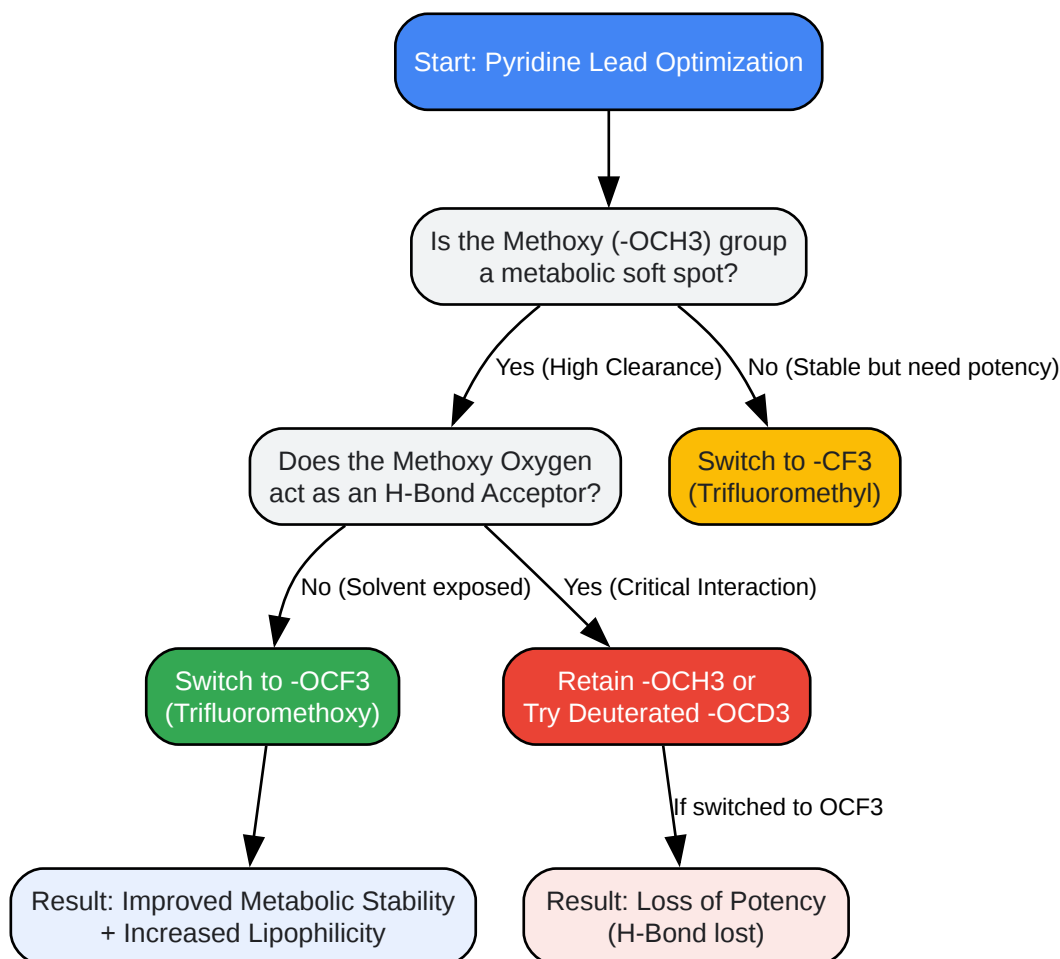 Start: Pyridine Lead Optimization
Is the Methoxy (-OCH3) group
a metabolic soft spot?
Yes (High Clearance)
No (Stable but need potency)
Does the Methoxy Oxygen
act as an H-Bond Acceptor?
Switch to -CF3
(Trifluoromethyl)
No (Solvent exposed)
Yes (Critical Interaction)
Switch to -OCF3
(Trifluoromethoxy)
Retain -OCH3 or
Try Deuterated -OCD3
If switched to OCF3
Result: Improved Metabolic Stability
+ Increased Lipophilicity
Result: Loss of Potency
(H-Bond lost)